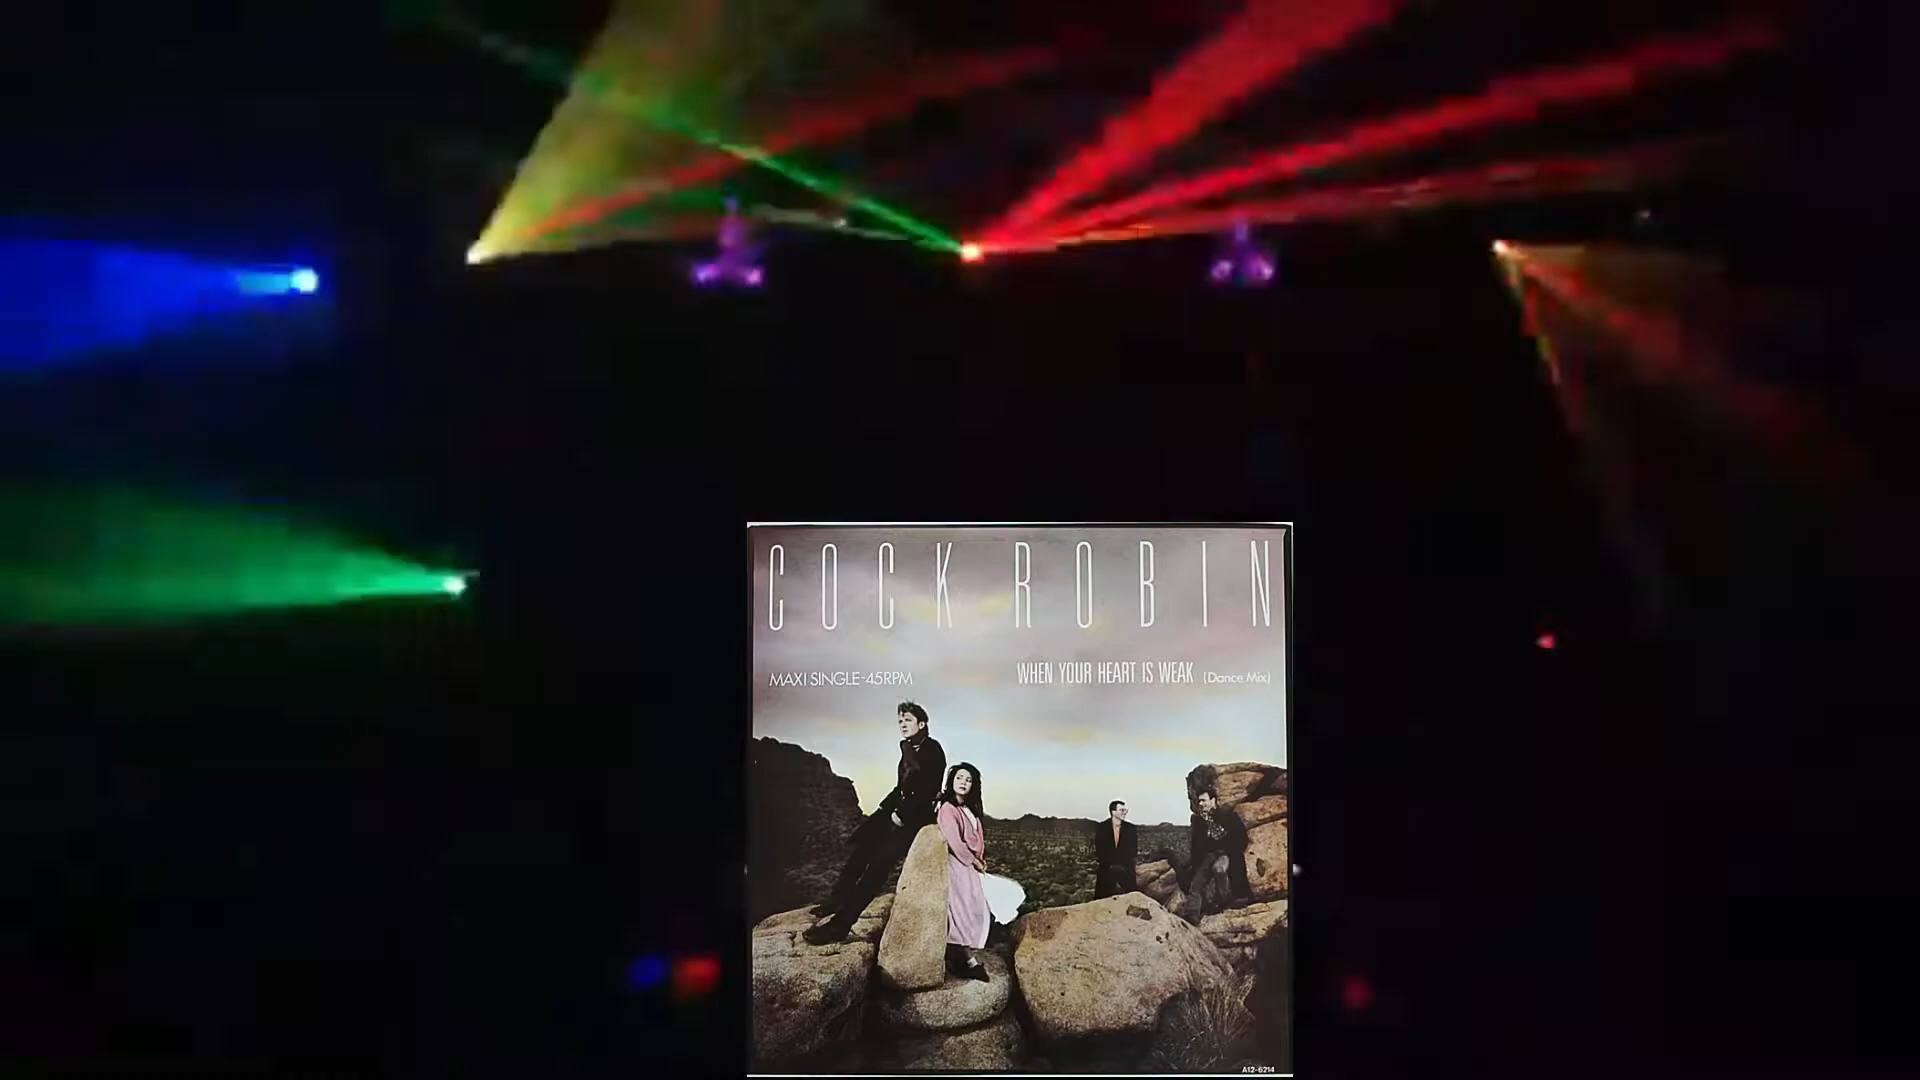 COCK ROBIN
MAXI SINGLE-45RPM
WHEN YOUR HEART IS WEAK (Dance Mix)
A12-6214